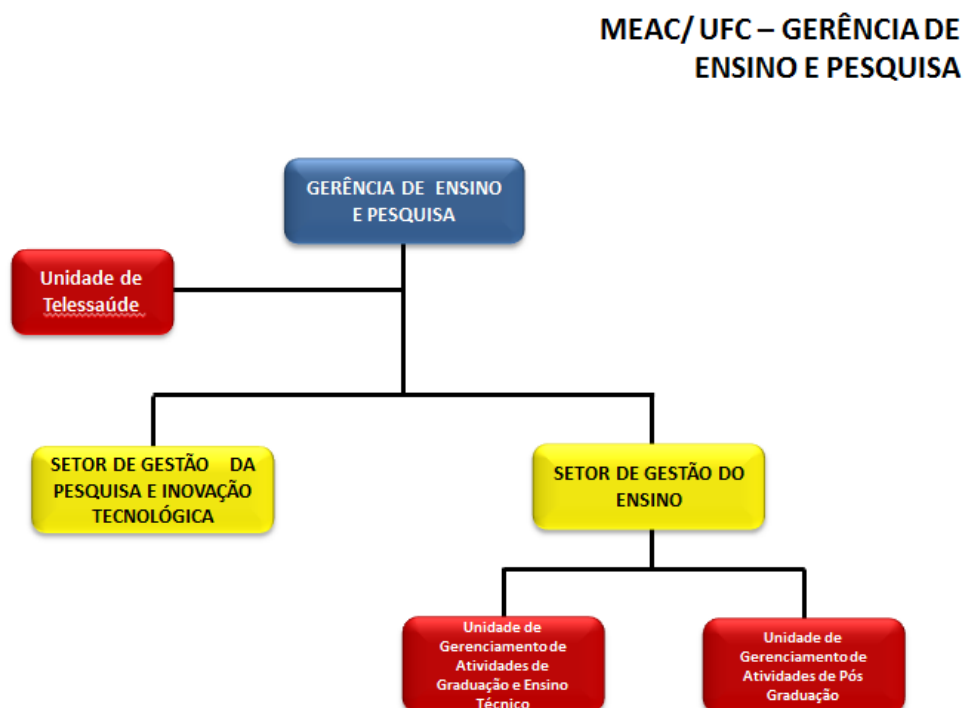 MEAC/ UFC – GERÊNCIA DE
ENSINO E PESQUISA
GERÊNCIA DE ENSINO
E PESQUISA
Unidade de
Telessaúde
SETOR DE GESTÃO DA
PESQUISA E INOVAÇÃO
TECNOLÓGICA
SETOR DE GESTÃO DO
ENSINO
Unidade de
Gerenciamento de
Atividades de
Graduação e Ensino
Técnico
Unidade de
Gerenciamento de
Atividades de Pós
Graduação